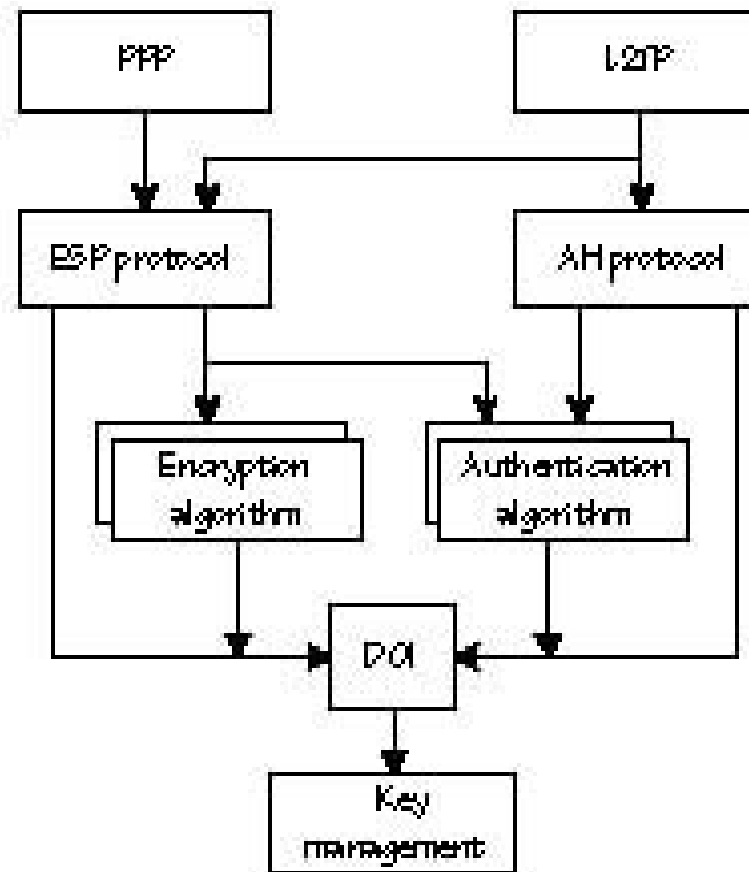 PPP
L2TP
ESP protocol
AH protocol
Encryption
algorithm
Authentication
algorithm
DOI
Key
management